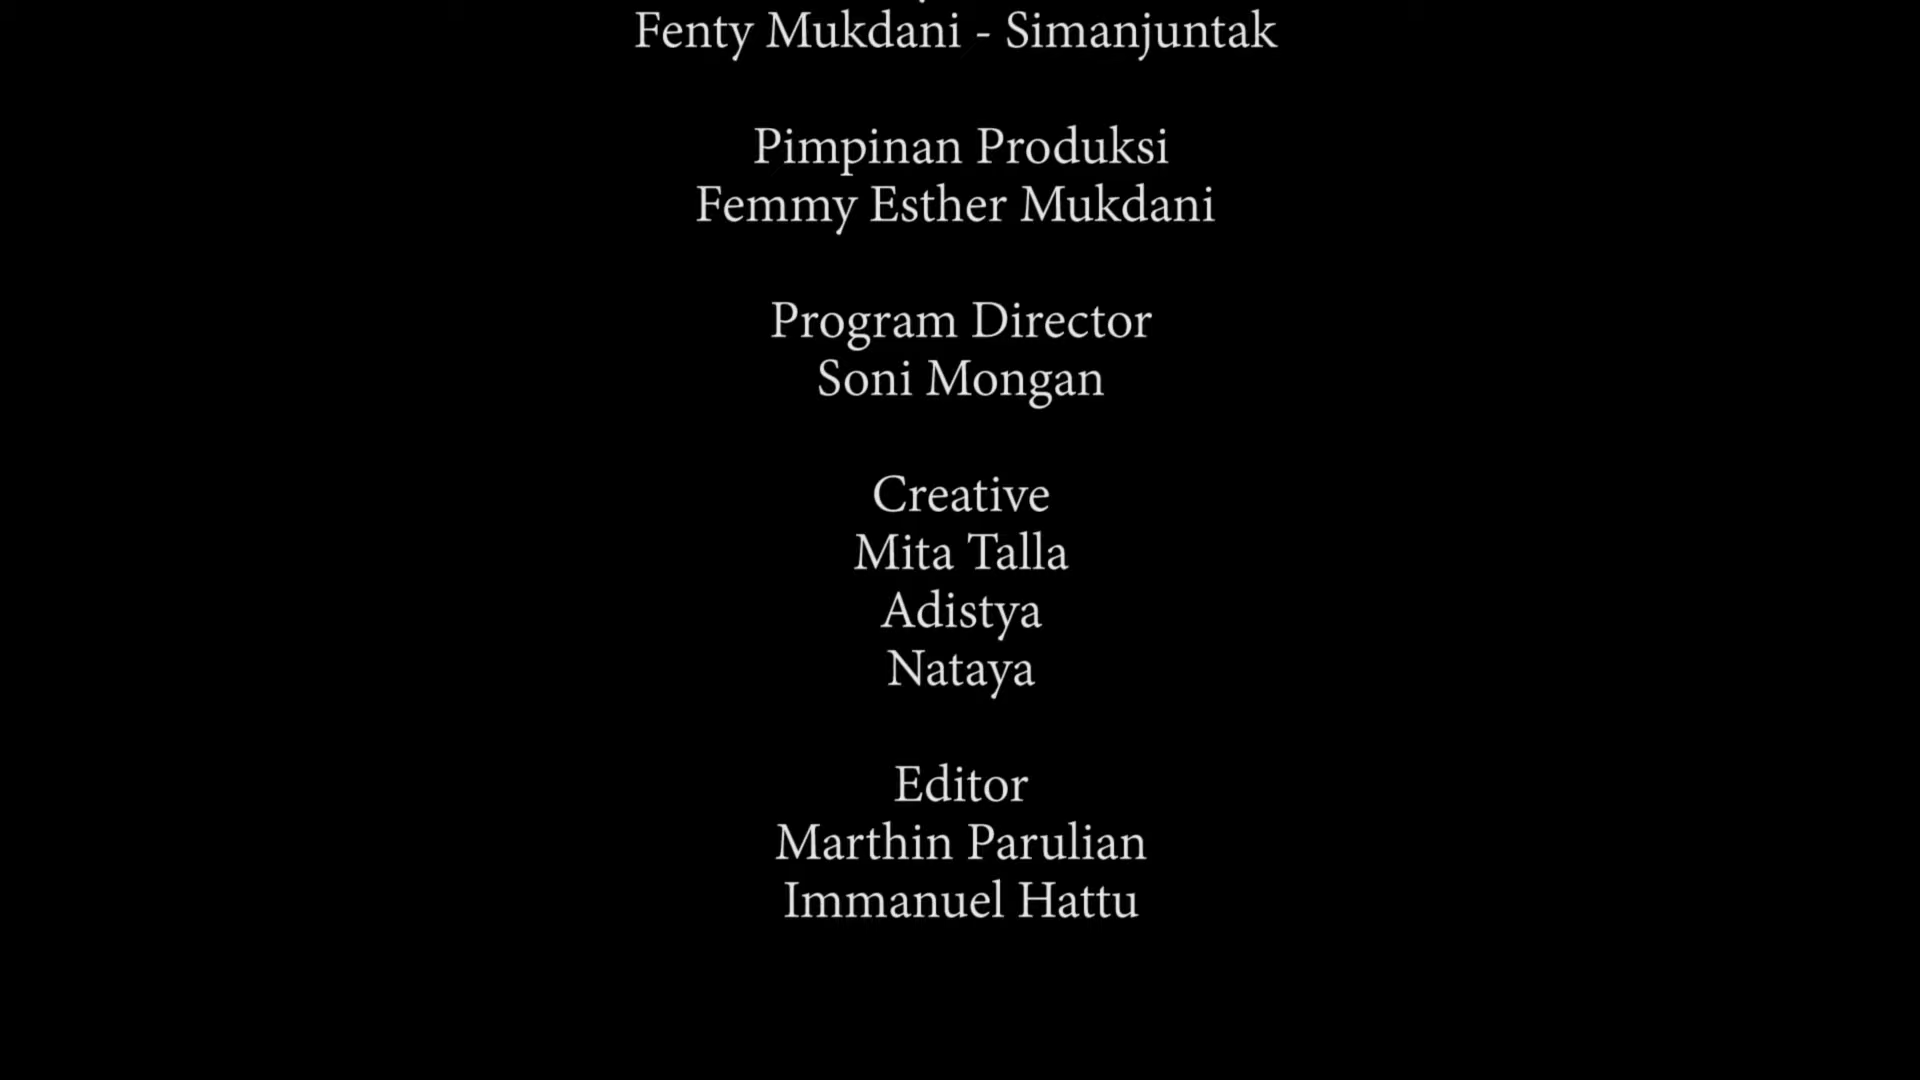 Fenty Mukdani - Simanjuntak
Pimpinan Produksi
Femmy Esther Mukdani
Program Director
Soni Mongan
Creative
Mita Talla
Adistya
Nataya
Editor
Marthin Parulian
Immanuel Hattu